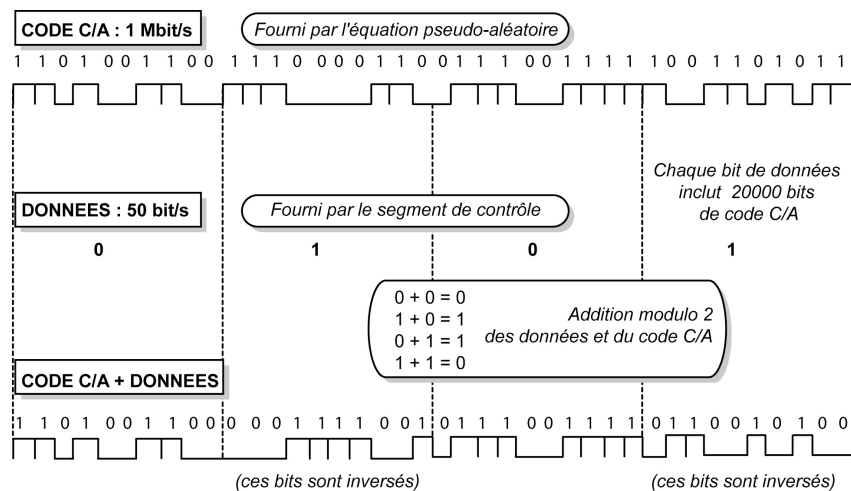 CODE C/A : 1 Mbit/s
Fourni par l'équation pseudo-aléatoire
1 1 0 1 0 0 1 1 0 0 1 1 1 0 0 0 0 1 1 0 0 1 1 1 0 0 1 1 1 1 1 0 0 1 1 0 1 0 1 1
Chaque bit de données
inclut 20000 bits
de code C/A
DONNEES : 50 bit/s
Fourni par le segment de contrôle
0 1 0 1
0 + 0 = 0
1 + 0 = 1
0 + 1 = 1
1 + 1 = 0
Addition modulo 2
des données et du code C/A
CODE C/A + DONNEES
1 1 0 1 0 0 1 1 0 0 0 0 0 1 1 1 1 0 0 1 0 1 1 1 0 0 1 1 1 1 0 1 1 0 0 1 0 1 0 0
(ces bits sont inversés)
(ces bits sont inversés)